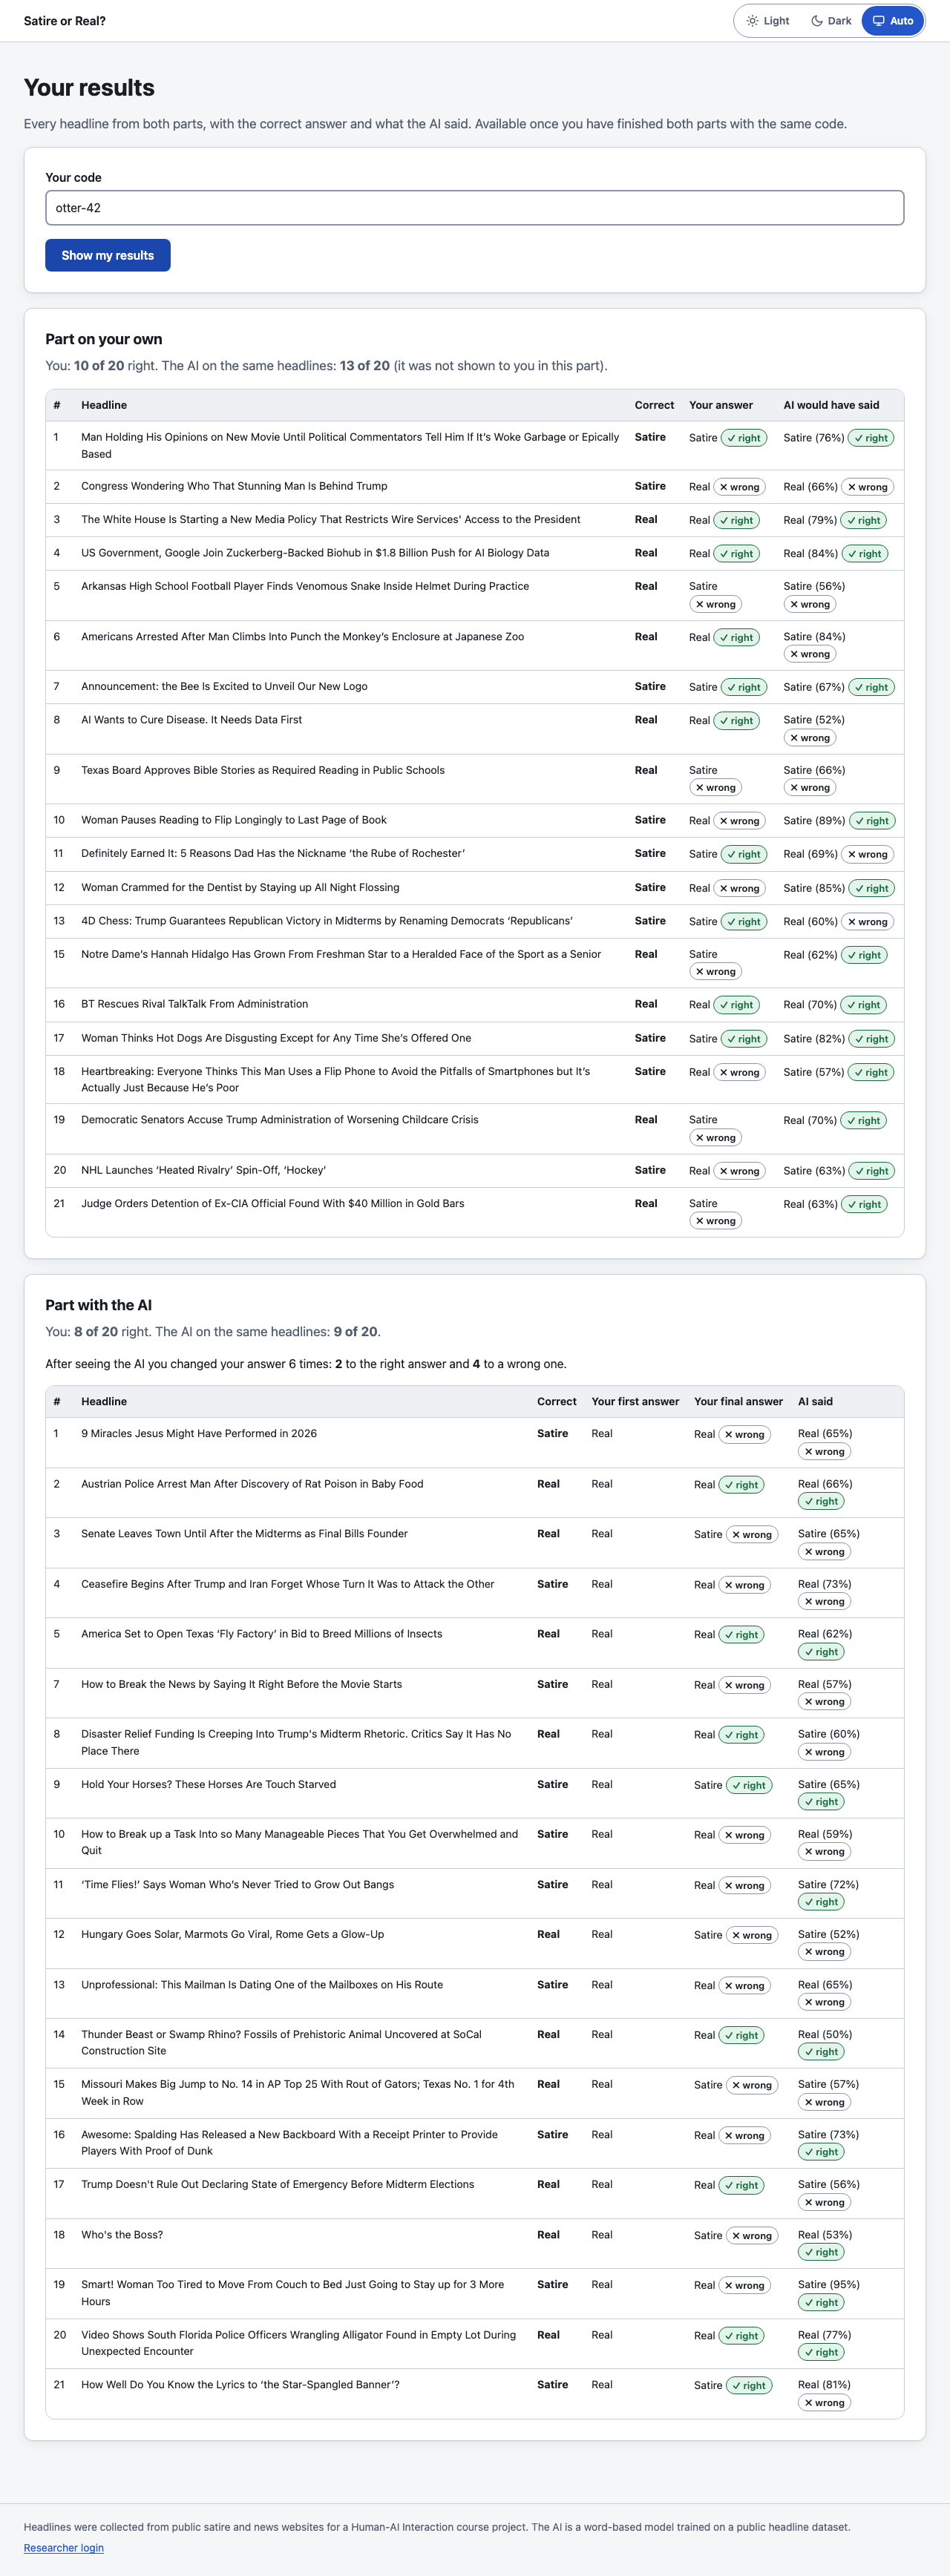 Satire or Real?
Light
Dark
Auto
Your results
Every headline from both parts, with the correct answer and what the AI said. Available once you have finished both parts with the same code.
Your code
otter-42
Show my results
Part on your own
You: 10 of 20 right. The AI on the same headlines: 13 of 20 (it was not shown to you in this part).
# Headline Correct Your answer AI would have said
1 Man Holding His Opinions on New Movie Until Political Commentators Tell Him If It’s Woke Garbage or Epically Satire Satire ✓ right Satire (76%) ✓ right
Based
2 Congress Wondering Who That Stunning Man Is Behind Trump Satire Real ✕ wrong Real (66%) ✕ wrong
3 The White House Is Starting a New Media Policy That Restricts Wire Services' Access to the President Real Real ✓ right Real (79%) ✓ right
4 US Government, Google Join Zuckerberg-Backed Biohub in $1.8 Billion Push for AI Biology Data Real Real ✓ right Real (84%) ✓ right
5 Arkansas High School Football Player Finds Venomous Snake Inside Helmet During Practice Real Satire Satire (56%)
✕ wrong ✕ wrong
6 Americans Arrested After Man Climbs Into Punch the Monkey’s Enclosure at Japanese Zoo Real Real ✓ right Satire (84%)
✕ wrong
7 Announcement: the Bee Is Excited to Unveil Our New Logo Satire Satire ✓ right Satire (67%) ✓ right
8 AI Wants to Cure Disease. It Needs Data First Real Real ✓ right Satire (52%)
✕ wrong
9 Texas Board Approves Bible Stories as Required Reading in Public Schools Real Satire Satire (66%)
✕ wrong ✕ wrong
10 Woman Pauses Reading to Flip Longingly to Last Page of Book Satire Real ✕ wrong Satire (89%) ✓ right
11 Definitely Earned It: 5 Reasons Dad Has the Nickname ‘the Rube of Rochester’ Satire Satire ✓ right Real (69%) ✕ wrong
12 Woman Crammed for the Dentist by Staying up All Night Flossing Satire Real ✕ wrong Satire (85%) ✓ right
13 4D Chess: Trump Guarantees Republican Victory in Midterms by Renaming Democrats ‘Republicans’ Satire Satire ✓ right Real (60%) ✕ wrong
15 Notre Dame's Hannah Hidalgo Has Grown From Freshman Star to a Heralded Face of the Sport as a Senior Real Satire Real (62%) ✓ right
✕ wrong
16 BT Rescues Rival TalkTalk From Administration Real Real ✓ right Real (70%) ✓ right
17 Woman Thinks Hot Dogs Are Disgusting Except for Any Time She’s Offered One Satire Satire ✓ right Satire (82%) ✓ right
18 Heartbreaking: Everyone Thinks This Man Uses a Flip Phone to Avoid the Pitfalls of Smartphones but It’s Satire Real ✕ wrong Satire (57%) ✓ right
Actually Just Because He’s Poor
19 Democratic Senators Accuse Trump Administration of Worsening Childcare Crisis Real Satire Real (70%) ✓ right
✕ wrong
20 NHL Launches ‘Heated Rivalry’ Spin-Off, ‘Hockey’ Satire Real ✕ wrong Satire (63%) ✓ right
21 Judge Orders Detention of Ex-CIA Official Found With $40 Million in Gold Bars Real Satire Real (63%) ✓ right
✕ wrong
Part with the AI
You: 8 of 20 right. The AI on the same headlines: 9 of 20.
After seeing the AI you changed your answer 6 times: 2 to the right answer and 4 to a wrong one.
# Headline Correct Your first answer Your final answer AI said
1 9 Miracles Jesus Might Have Performed in 2026 Satire Real Real ✕ wrong Real (65%)
✕ wrong
2 Austrian Police Arrest Man After Discovery of Rat Poison in Baby Food Real Real Real ✓ right Real (66%)
✓ right
3 Senate Leaves Town Until After the Midterms as Final Bills Founder Real Real Satire ✕ wrong Satire (65%)
✕ wrong
4 Ceasefire Begins After Trump and Iran Forget Whose Turn It Was to Attack the Other Satire Real Real ✕ wrong Real (73%)
✕ wrong
5 America Set to Open Texas ‘Fly Factory’ in Bid to Breed Millions of Insects Real Real Real ✓ right Real (62%)
✓ right
7 How to Break the News by Saying It Right Before the Movie Starts Satire Real Real ✕ wrong Real (57%)
✕ wrong
8 Disaster Relief Funding Is Creeping Into Trump's Midterm Rhetoric. Critics Say It Has No Real Real Real ✓ right Satire (60%)
Place There ✕ wrong
9 Hold Your Horses? These Horses Are Touch Starved Satire Real Satire ✓ right Satire (65%)
✓ right
10 How to Break up a Task Into so Many Manageable Pieces That You Get Overwhelmed and Satire Real Real ✕ wrong Real (59%)
Quit ✕ wrong
11 ‘Time Flies!’ Says Woman Who’s Never Tried to Grow Out Bangs Satire Real Real ✕ wrong Satire (72%)
✓ right
12 Hungary Goes Solar, Marmots Go Viral, Rome Gets a Glow-Up Real Real Satire ✕ wrong Satire (52%)
✕ wrong
13 Unprofessional: This Mailman Is Dating One of the Mailboxes on His Route Satire Real Real ✕ wrong Real (65%)
✕ wrong
14 Thunder Beast or Swamp Rhino? Fossils of Prehistoric Animal Uncovered at SoCal Real Real Real ✓ right Real (50%)
Construction Site ✓ right
15 Missouri Makes Big Jump to No. 14 in AP Top 25 With Rout of Gators; Texas No. 1 for 4th Real Real Satire ✕ wrong Satire (57%)
Week in Row ✕ wrong
16 Awesome: Spalding Has Released a New Backboard With a Receipt Printer to Provide Satire Real Real ✕ wrong Satire (73%)
Players With Proof of Dunk ✓ right
17 Trump Doesn't Rule Out Declaring State of Emergency Before Midterm Elections Real Real Real ✓ right Satire (56%)
✕ wrong
18 Who's the Boss? Real Real Satire ✕ wrong Real (53%)
✓ right
19 Smart! Woman Too Tired to Move From Couch to Bed Just Going to Stay up for 3 More Satire Real Real ✕ wrong Satire (95%)
Hours ✓ right
20 Video Shows South Florida Police Officers Wrangling Alligator Found in Empty Lot During Real Real Real ✓ right Real (77%)
Unexpected Encounter ✓ right
21 How Well Do You Know the Lyrics to ‘the Star-Spangled Banner’? Satire Real Satire ✓ right Real (81%)
✕ wrong
Headlines were collected from public satire and news websites for a Human-AI Interaction course project. The AI is a word-based model trained on a public headline dataset.
Researcher login